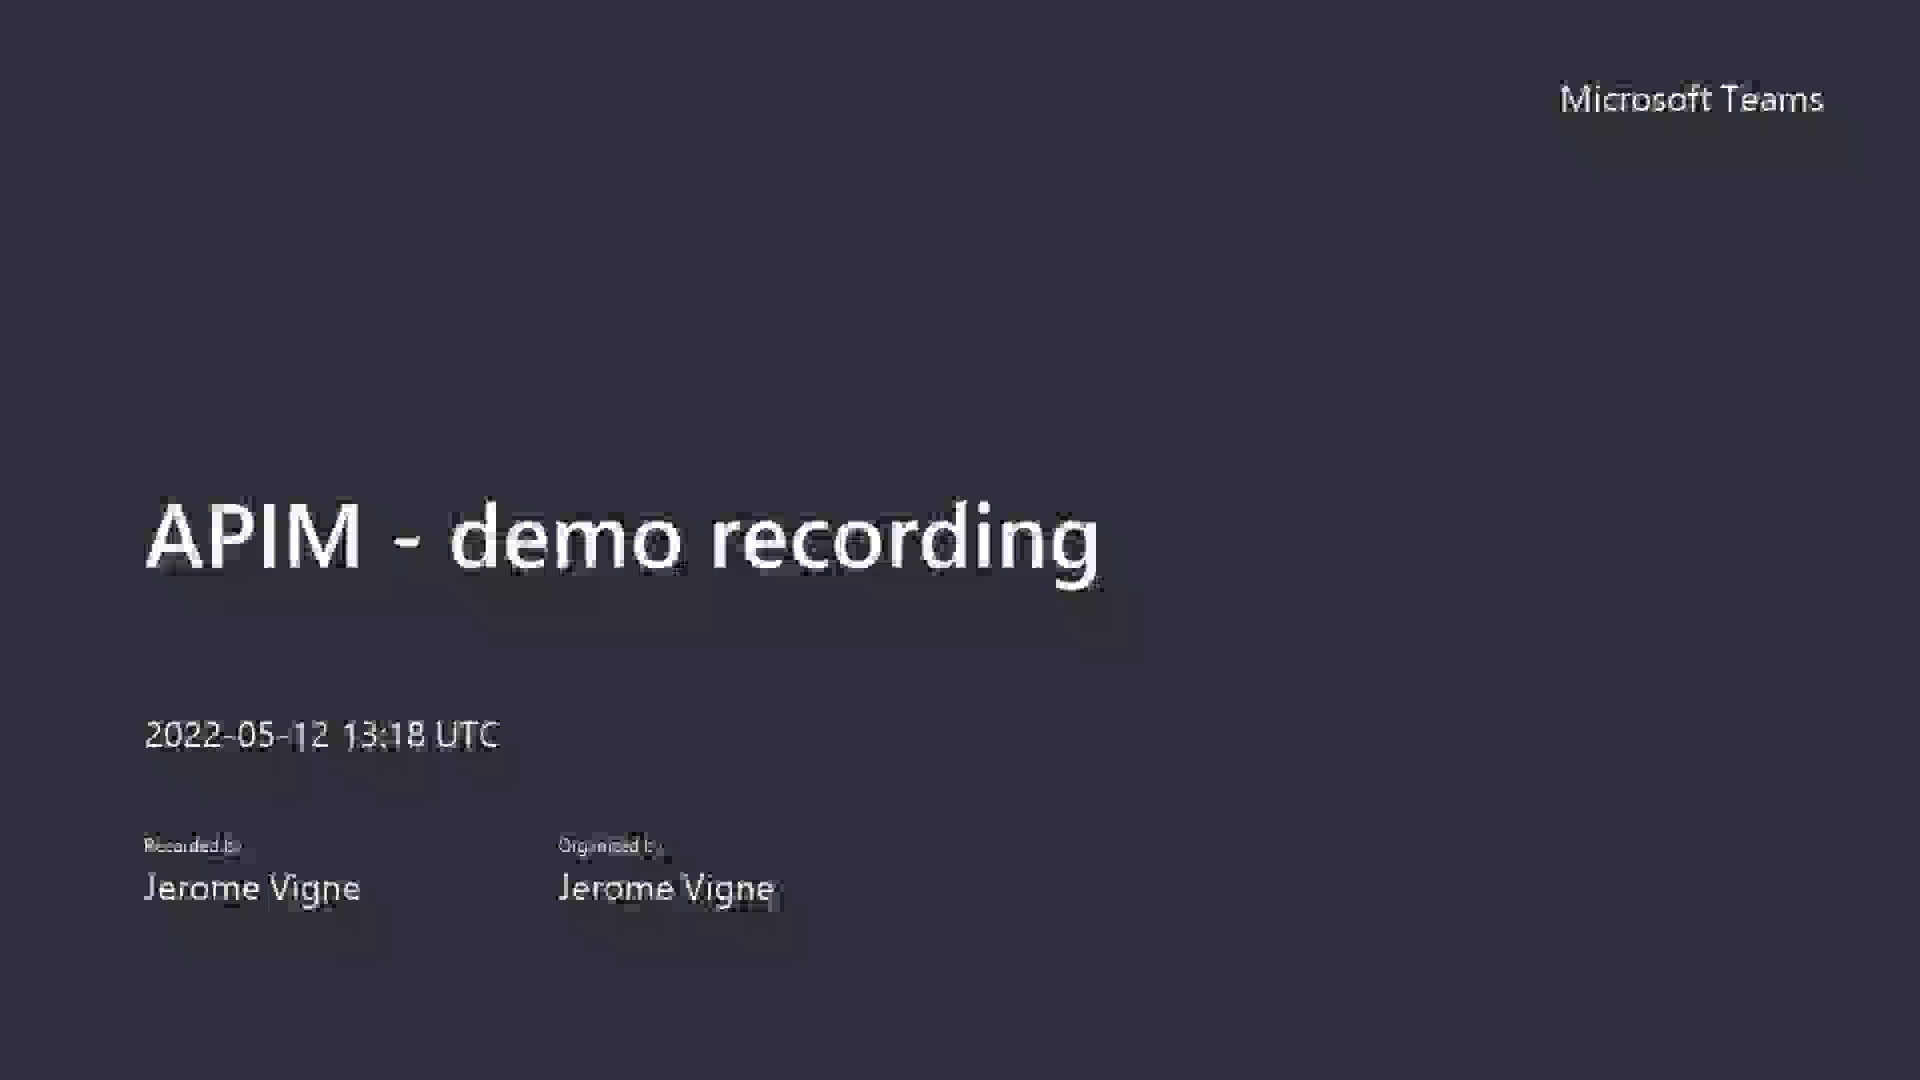 Microsoft Teams
APIM - demo recording
2022-05-12 13:18 UTC
Recorded by
Organized by
Jerome Vigne
Jerome Vigne